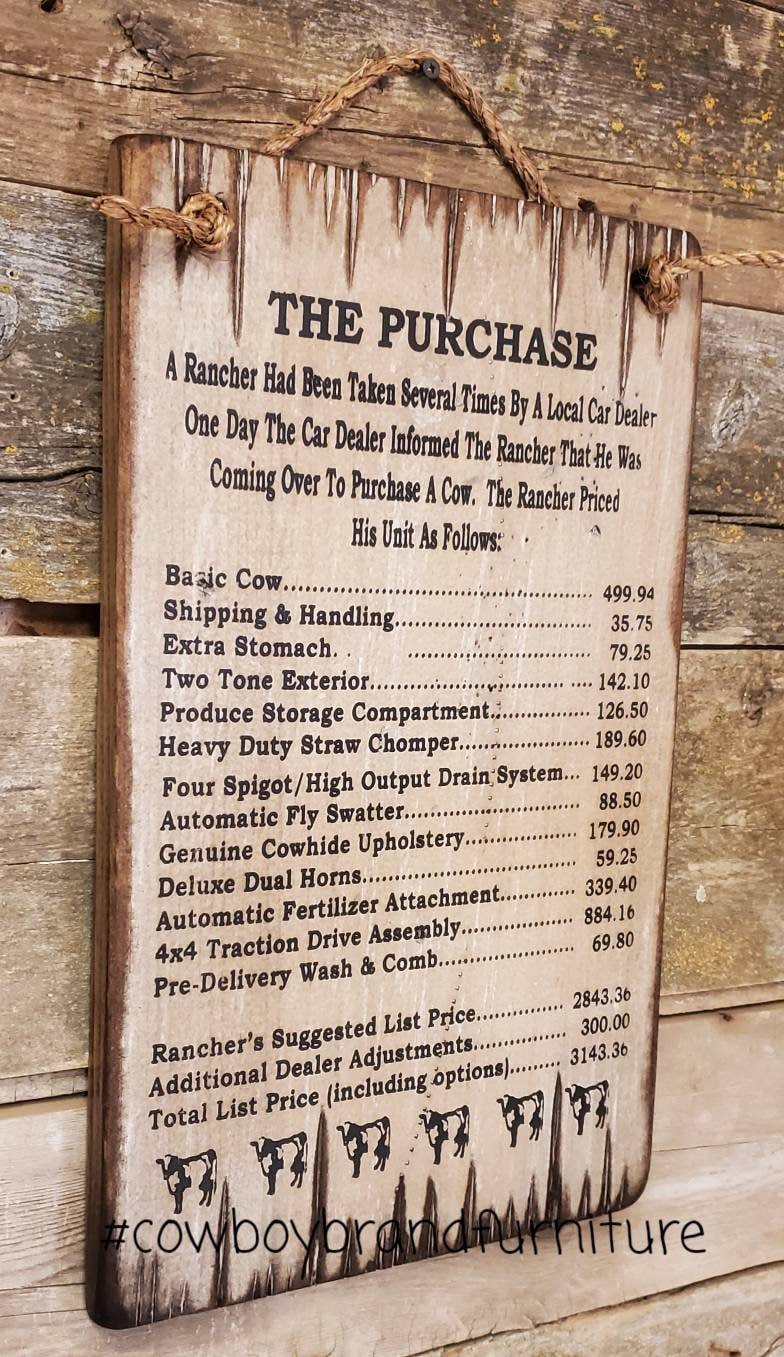 THE PURCHASE
A Rancher Had Been Taken Several Times By A Local Car Dealer
One Day The Car Dealer Informed The Rancher That He Was
Coming Over To Purchase A Cow. The Rancher Priced
His Unit As Follows:
Basic Cow............................................. 499.94
Shipping & Handling............................ 35.75
Extra Stomach. . .......................... 79.25
Two Tone Exterior............................ .... 142.10
Produce Storage Compartment............... 126.50
Heavy Duty Straw Chomper................... 189.60
Four Spigot/High Output Drain System... 149.20
Automatic Fly Swatter......................... 88.50
Genuine Cowhide Upholstery................ 179.90
Deluxe Dual Horns............................... 59.25
Automatic Fertilizer Attachment........... 339.40
4x4 Traction Drive Assembly................ 884.16
Pre-Delivery Wash & Comb................... 69.80
Rancher's Suggested List Price............. 2843.36
Additional Dealer Adjustments............. 300.00
Total List Price (including options)........ 3143.36
#cowboybrandfurniture